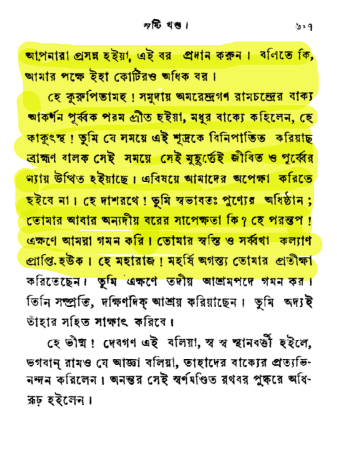 সৃষ্টি খণ্ড। ১০৭
আপনারা প্রসন্ন হইয়া, এই বর প্রদান করুন। বলিতে কি,
আমার পক্ষে ইহা কোটিরও অধিক বর।
হে কুরুপিতামহ! সমুদায় অমরেন্দ্রগণ রামচন্দ্রের বাক্য
আকর্ণন পূর্ব্বক পরম প্রীত হইয়া, মধুর বাক্যে কহিলেন, হে
কাকুৎস্থ! তুমি যে সময়ে এই শূদ্রকে বিনিপাতিত করিয়াছ
ব্রাহ্মণ বালক সেই সময়ে সেই মুহূর্ত্তেই জীবিত ও পূর্ব্বের
ন্যায় উত্থিত হইয়াছে। এবিষয়ে আমাদের অপেক্ষা করিতে
হইবে না। হে দাশরথে! তুমি স্বভাবতঃ পুণ্যের অধিষ্ঠান;
তোমার আবার অন্যদীয় বরের সাপেক্ষতা কি? হে পরন্তপ!
এক্ষণে আমরা গমন করি। তোমার স্বস্তি ও সর্ব্বথা কল্যাণ
প্রাপ্তি হউক। হে মহারাজ! মহর্ষি অগস্ত্য তোমার প্রতীক্ষা
করিতেছেন। তুমি এক্ষণে তদীয় আশ্রমপদে গমন কর।
তিনি সম্প্রতি, দক্ষিণদিক্ আশ্রয় করিয়াছেন। তুমি অদ্যই
তাঁহার সহিত সাক্ষাৎ করিবে।
হে ভীষ্ম! দেবগণ এই বলিয়া, স্ব স্ব স্থানবর্ত্তী হইলে,
ভগবান্ রামও যে আজ্ঞা বলিয়া, তাহাদের বাক্যের প্রত্যভি-
নন্দন করিলেন। অনন্তর সেই স্বর্ণমণ্ডিত রথবর পুষ্করে অধি-
রূঢ় হইলেন।